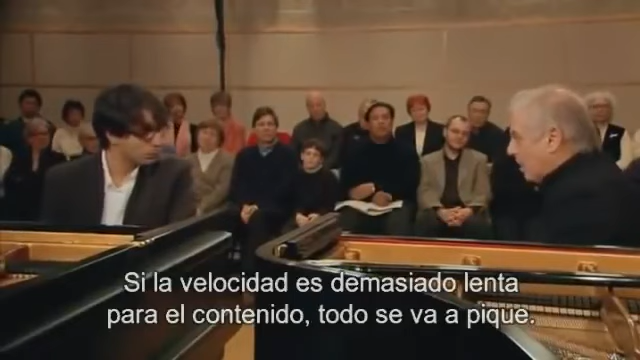 Si la velocidad es demasiado lenta
para el contenido, todo se va a pique.